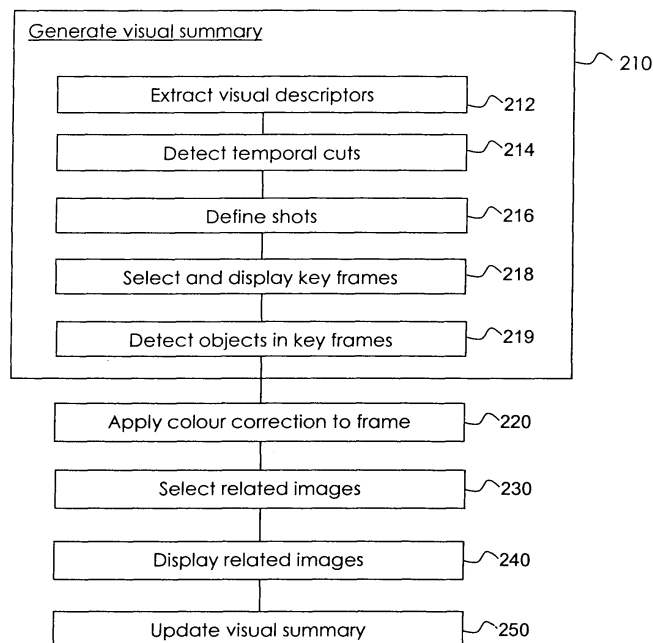 Generate visual summary
210
Extract visual descriptors
212
Detect temporal cuts
214
Define shots
216
Select and display key frames
218
Detect objects in key frames
219
Apply colour correction to frame
220
Select related images
230
Display related images
240
Update visual summary
250